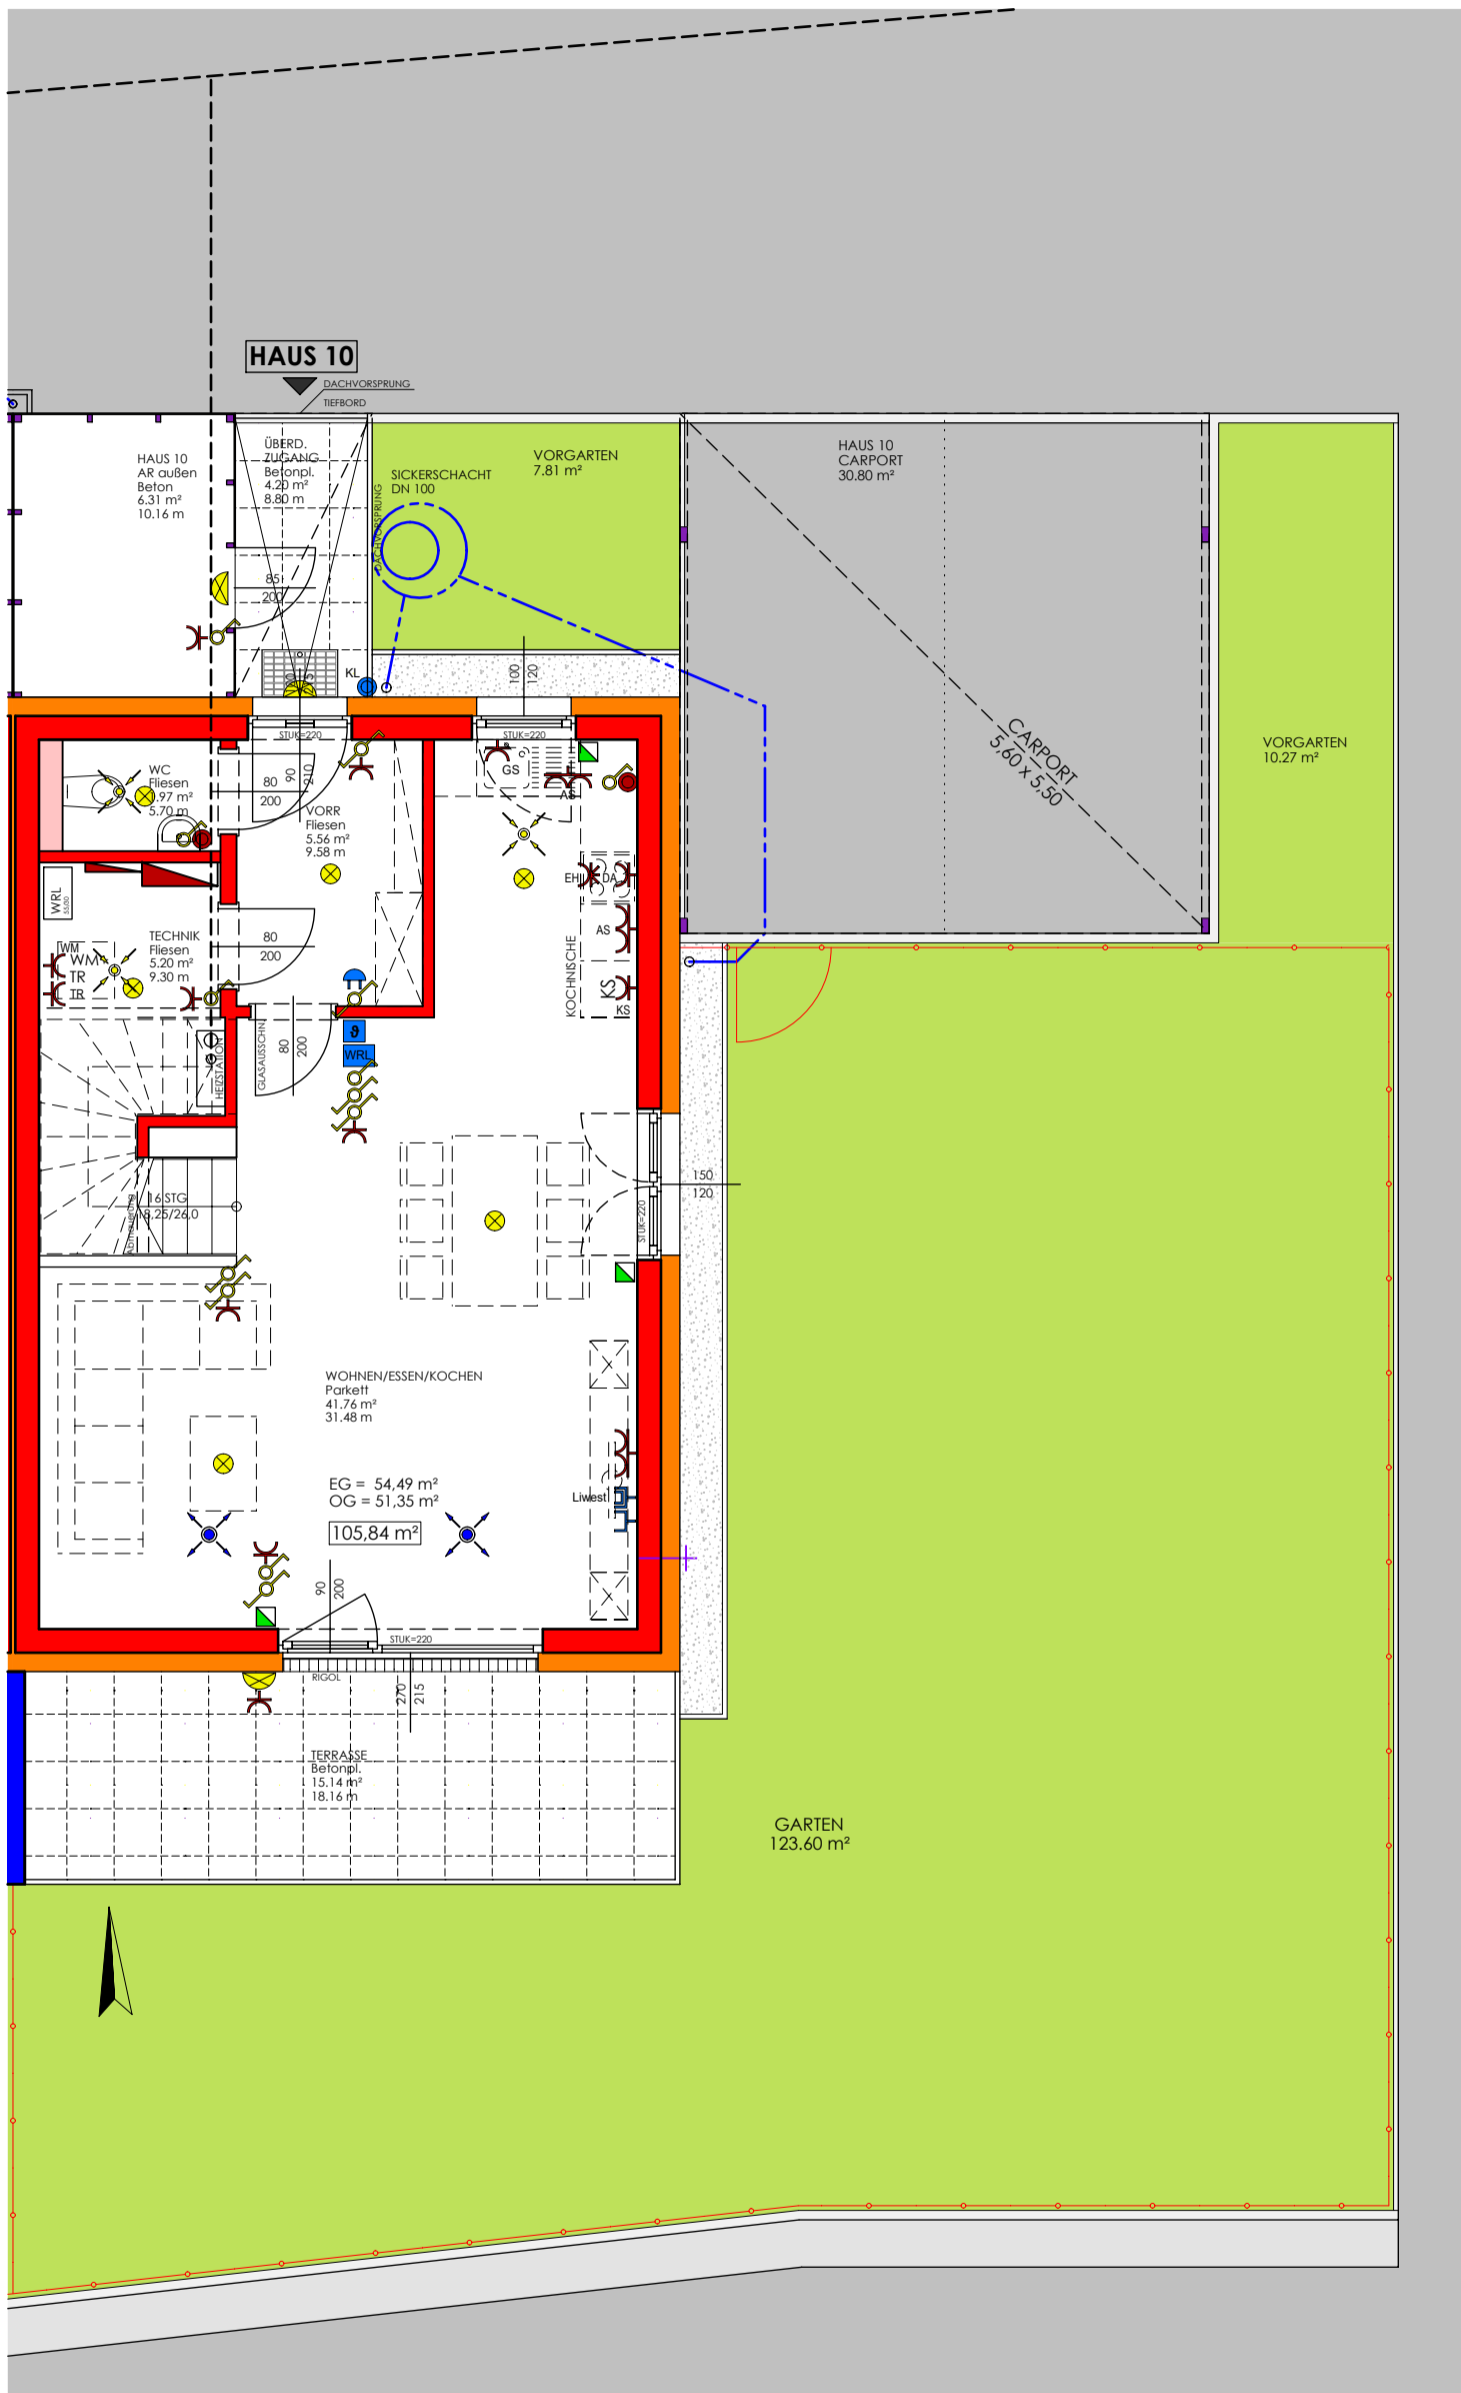 HAUS 10
DACHVORSPRUNG
TIEFBORD
HAUS 10
AR außen
Beton
6.31 m²
10.16 m
ÜBERD.
ZUGANG
Betonpl.
4.20 m²
8.80 m
SICKERSCHACHT
DN 100
DACHVORSPRUNG
VORGARTEN
7.81 m²
HAUS 10
CARPORT
30.80 m²
85
200
KL
100
120
CARPORT
5,60 x 5,50
VORGARTEN
10.27 m²
STUK=220
STUK=220
WC
Fliesen
5.70 m
80
200
90
210
GS
AS
VORR
Fliesen
5.56 m²
9.58 m
EH
DA
AS
KOCHNISCHE
KS
KS
WRL
TECHNIK
Fliesen
5.20 m²
9.30 m
WM
WM
TR
TR
80
200
HEIZSTATION
GLASAUSSCHN.
80
200
WRL
16 STG
18,25/26,0
Abmauerung
150
120
STUK=220
WOHNEN/ESSEN/KOCHEN
Parkett
41.76 m²
31.48 m
EG = 54,49 m²
OG = 51,35 m²
105,84 m²
Liwest
90
200
STUK=220
RIGOL
270
215
TERRASSE
Betonpl.
15.14 m²
18.16 m
GARTEN
123.60 m²